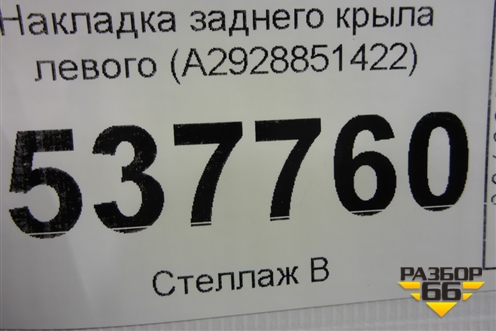 Накладка заднего крыла
левого (A2928851422)
537760
Стеллаж В
РАЗБОР
66